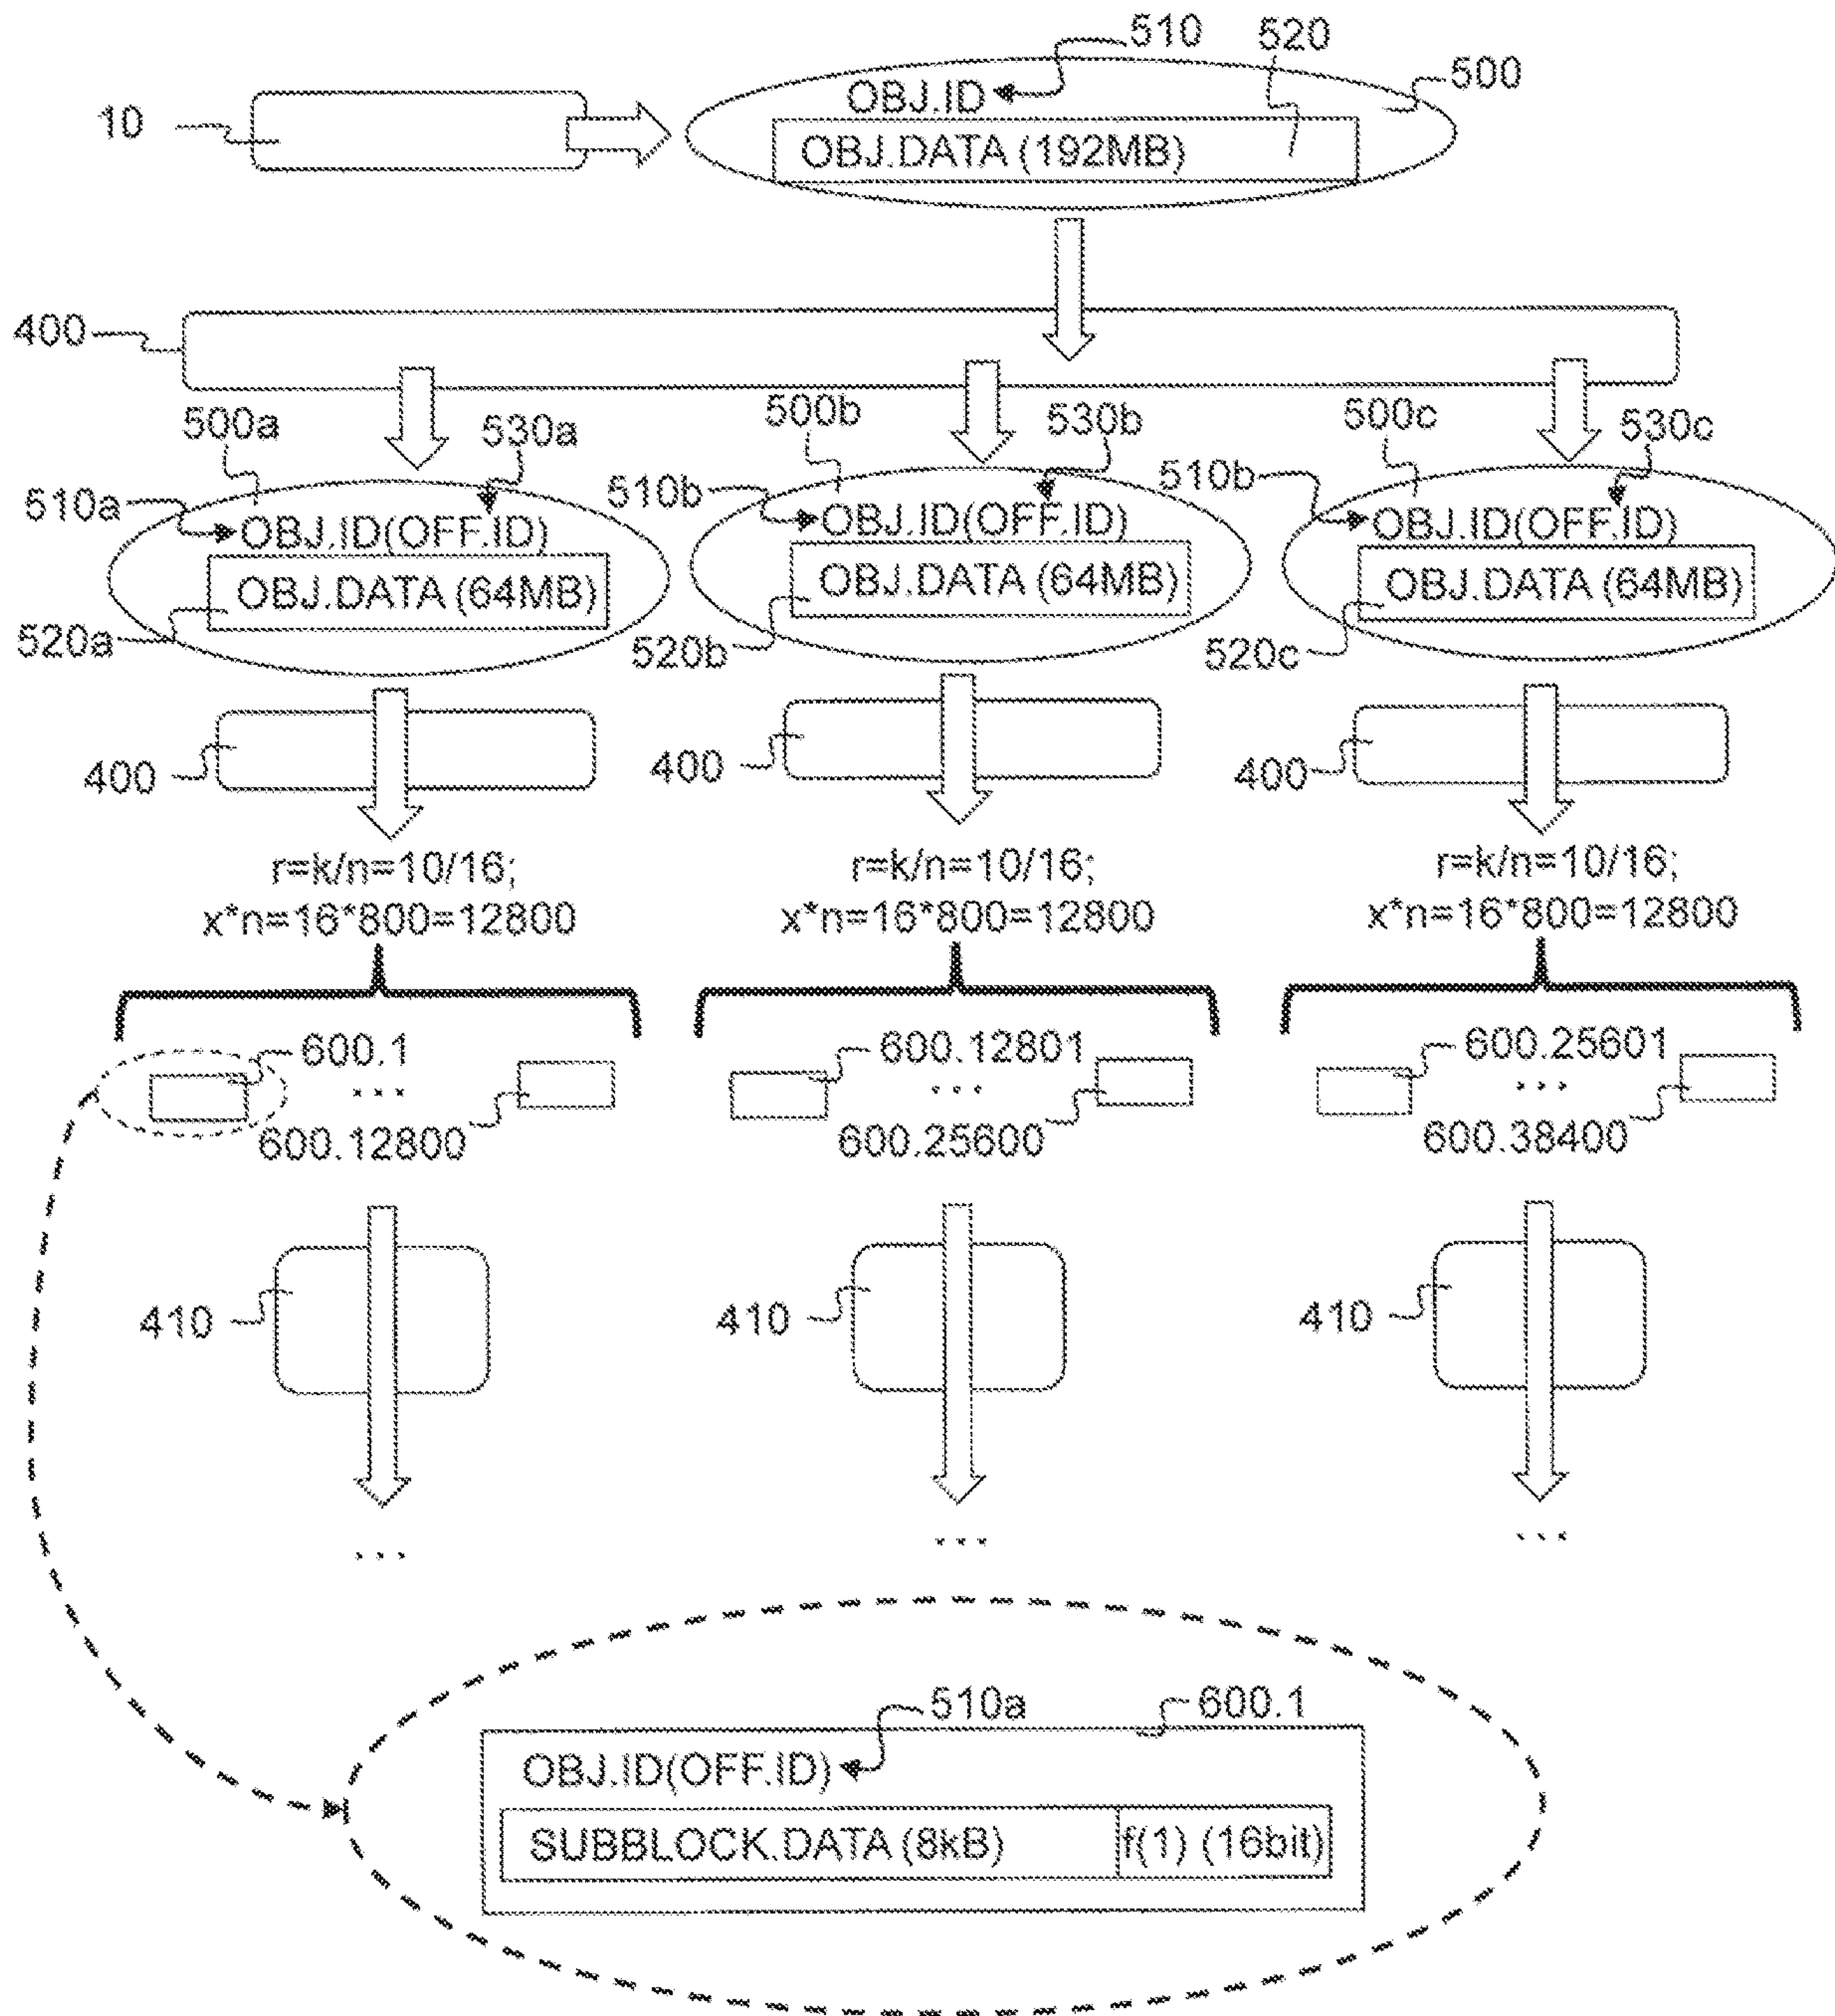 510
520
500
OBJ.ID
10
OBJ.DATA (192MB)
400
500a
530a
500b
530b
500c
530c
510a
510b
510b
OBJ.ID(OFF.ID)
OBJ.ID(OFF.ID)
OBJ.ID(OFF.ID)
OBJ.DATA (64MB)
OBJ.DATA (64MB)
OBJ.DATA (64MB)
520a
520b
520c
400
400
400
r=k/n=10/16;
x*n=16*800=12800
r=k/n=10/16;
x*n=16*800=12800
r=k/n=10/16;
x*n=16*800=12800
600.1
...
600.12800
600.12801
...
600.25600
600.25601
...
600.38400
410
410
410
...
...
...
510a
600.1
OBJ.ID(OFF.ID)
SUBBLOCK.DATA (8kB)
f(1) (16bit)